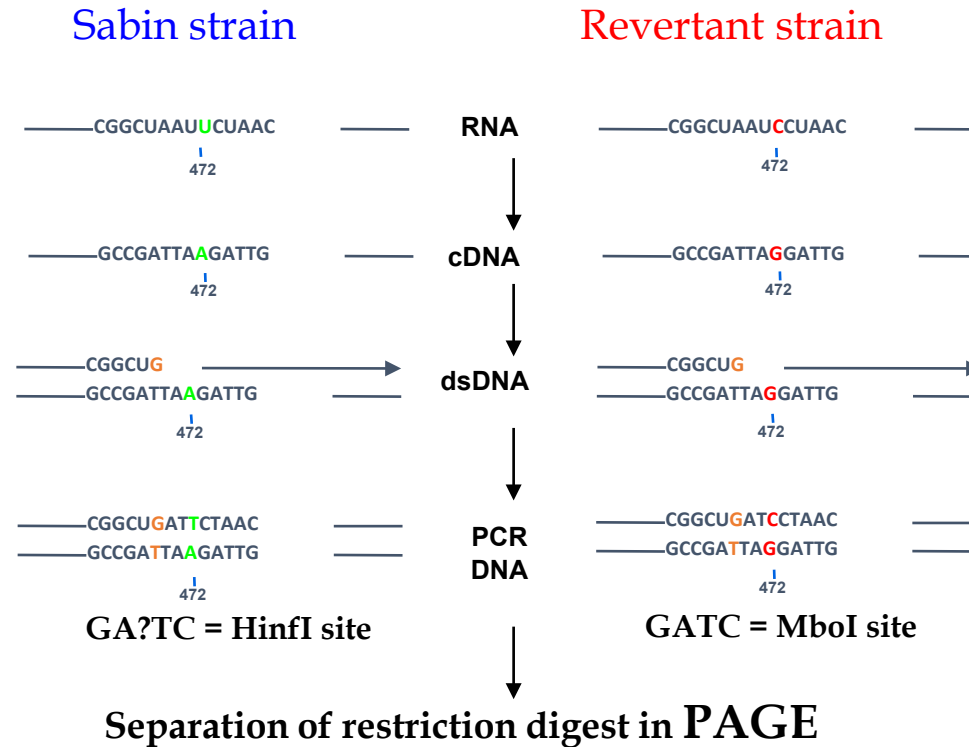 Sabin strain
Revertant strain
CGGCUAAUUCUAAC
RNA
CGGCUAAUCCUAAC
472
472
GCCGATTAAGATTG
cDNA
GCCGATTAGGATTG
472
472
CGGCUG
CGGCUG
dsDNA
GCCGATTAAGATTG
GCCGATTAGGATTG
472
472
CGGCUGATTCTAAC
PCR
DNA
CGGCUGATCCTAAC
GCCGATTAAGATTG
GCCGATTAGGATTG
472
472
GA?TC = HinfI site
GATC = MboI site
Separation of restriction digest in PAGE